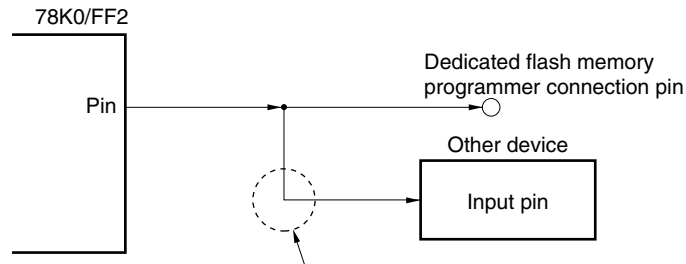 78K0/FF2
Pin
Dedicated flash memory
programmer connection pin
Other device
Input pin